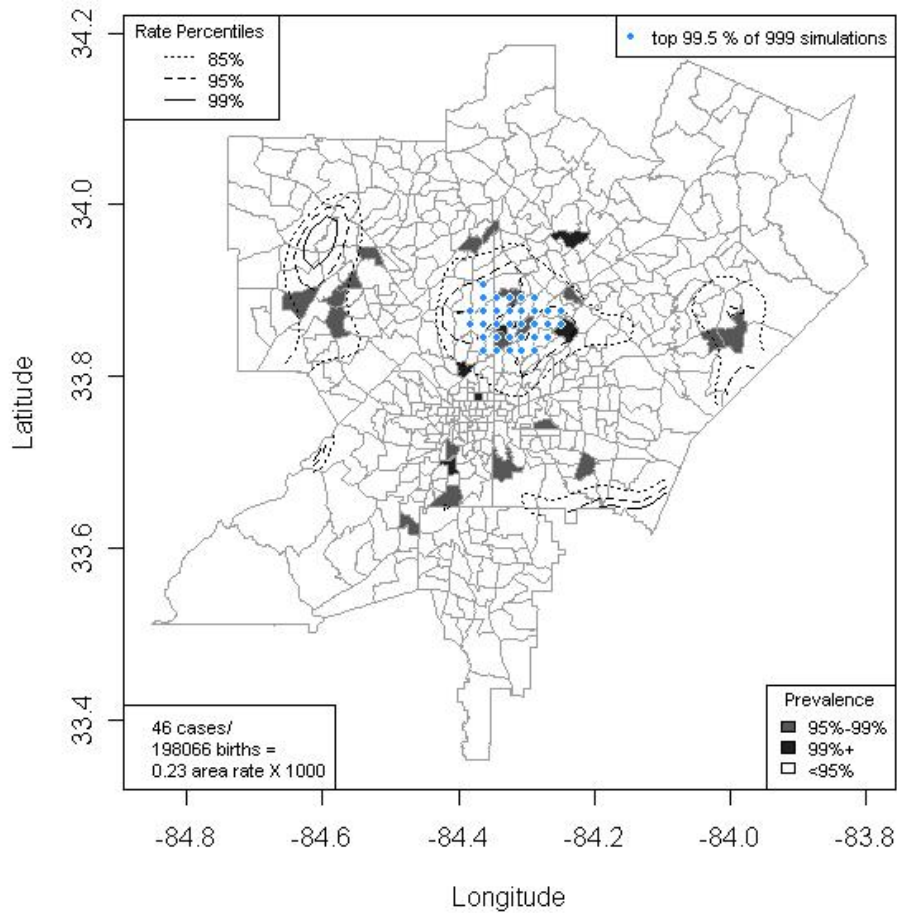 Rate Percentiles
85%
95%
99%
top 99.5 % of 999 simulations
34.2
34.0
33.8
33.6
33.4
Latitude
46 cases/
198066 births =
0.23 area rate X 1000
Prevalence
95%-99%
99%+
<95%
-84.8 -84.6 -84.4 -84.2 -84.0 -83.8
Longitude